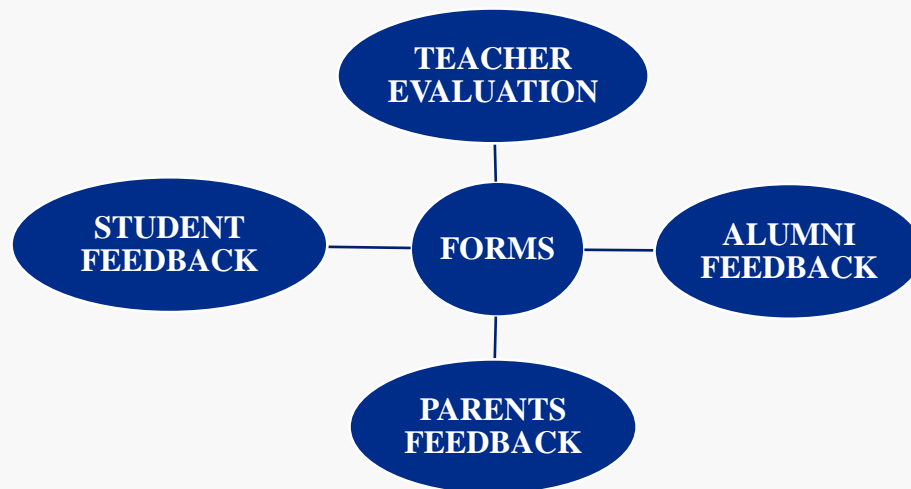 TEACHER
EVALUATION
STUDENT
FEEDBACK
FORMS
ALUMNI
FEEDBACK
PARENTS
FEEDBACK